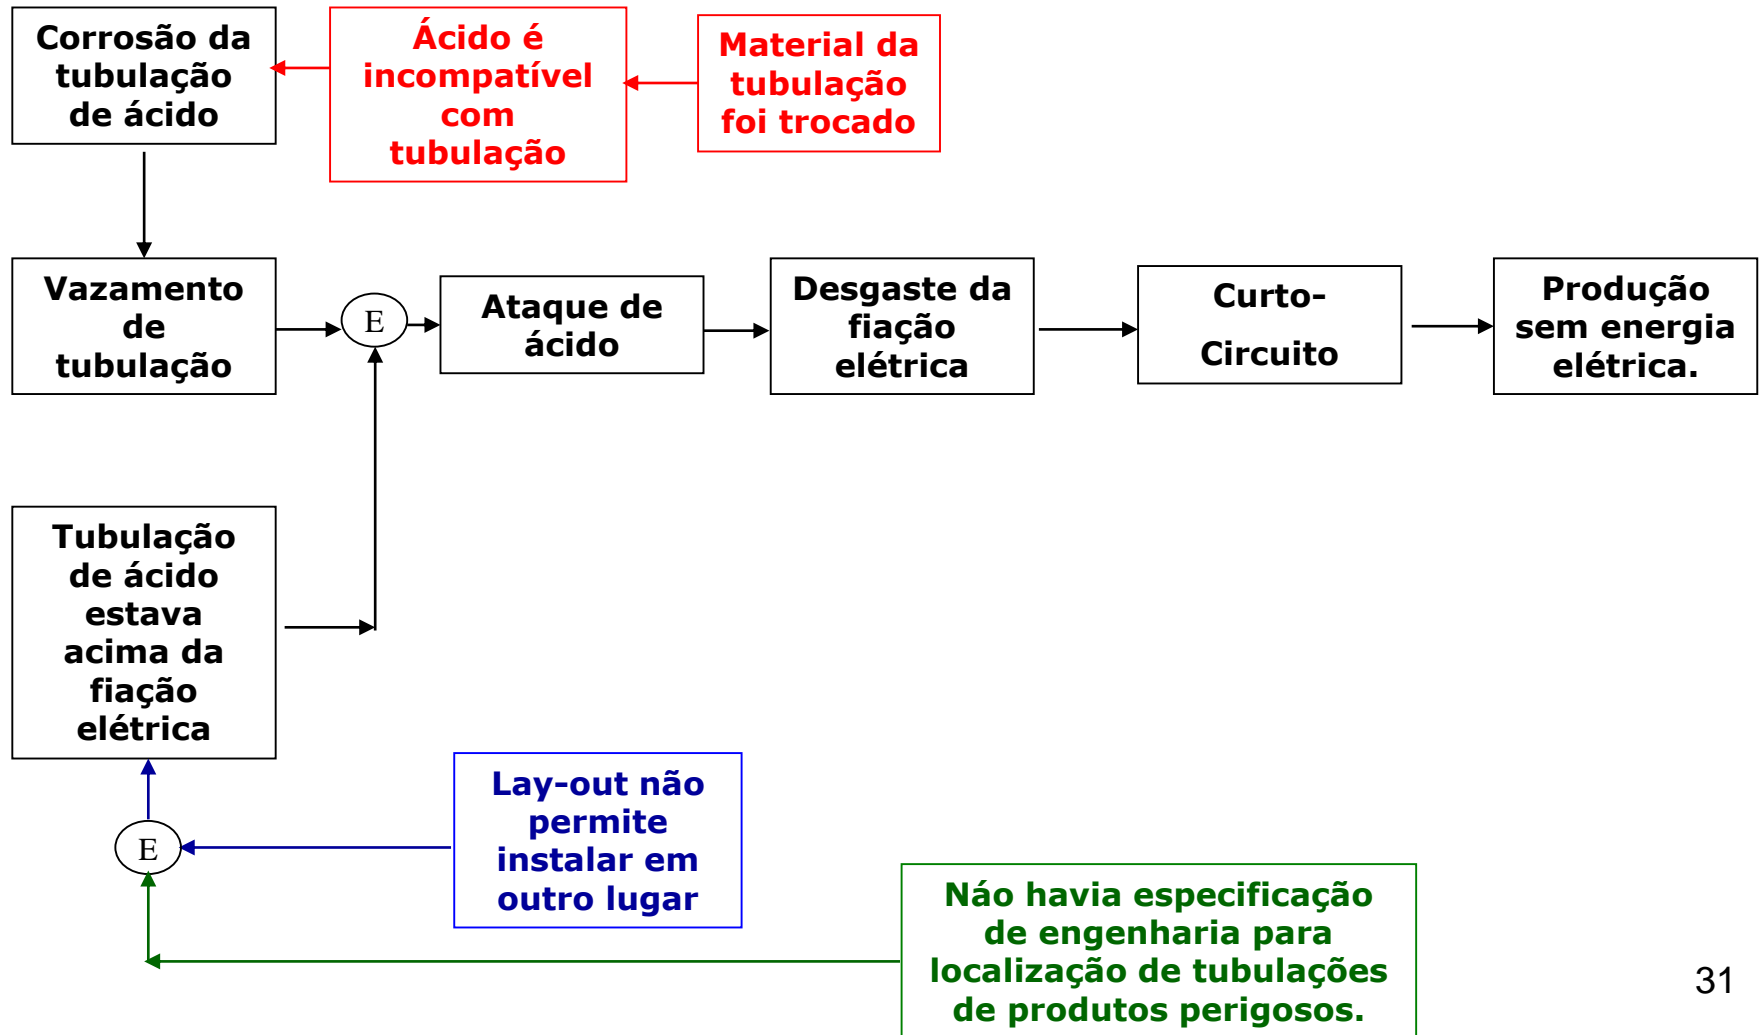 Corrosão da
tubulação
de ácido
Ácido é
incompatível
com
tubulação
Material da
tubulação
foi trocado
Vazamento
de
tubulação
E
Ataque de
ácido
Desgaste da
fiação
elétrica
Curto-
Circuito
Produção
sem energia
elétrica.
Tubulação
de ácido
estava
acima da
fiação
elétrica
E
Lay-out não
permite
instalar em
outro lugar
Náo havia especificação
de engenharia para
localização de tubulações
de produtos perigosos.
31